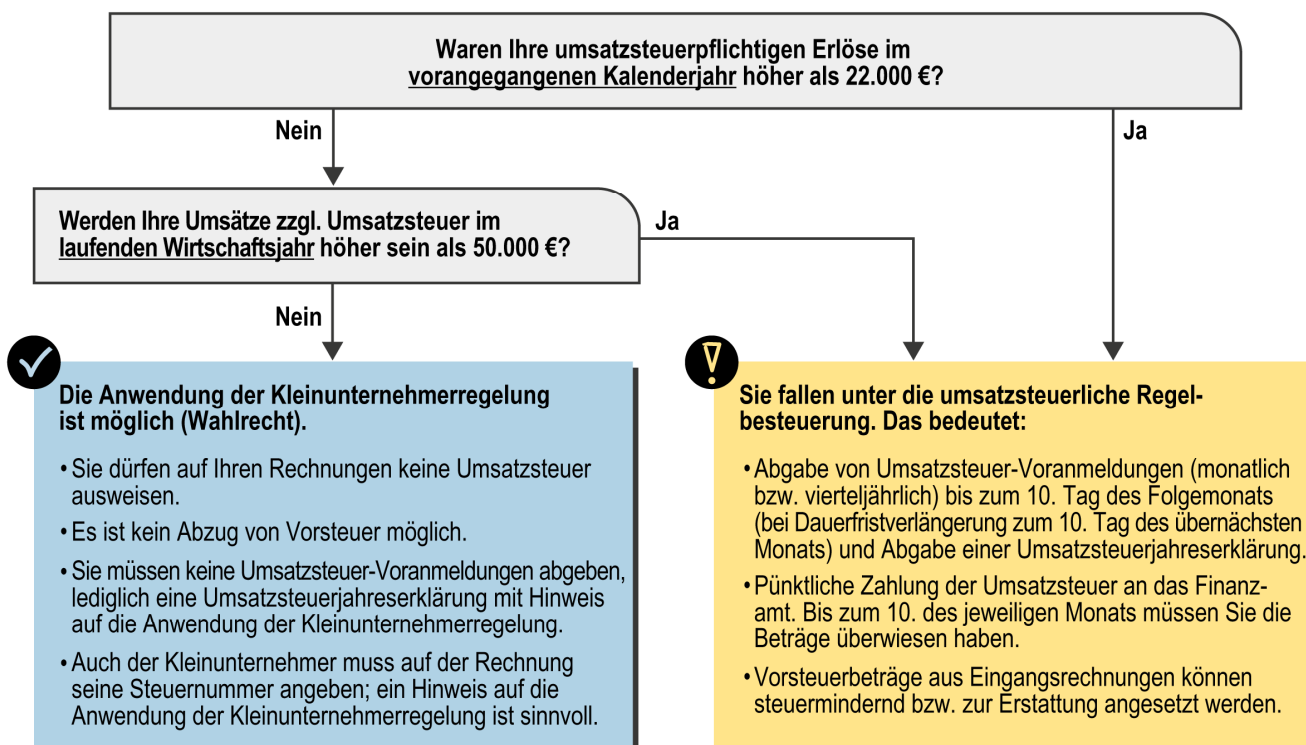 Waren Ihre umsatzsteuerpflichtigen Erlöse im
vorangegangenen Kalenderjahr höher als 22.000 €?
Nein
Ja
Werden Ihre Umsätze zzgl. Umsatzsteuer im
laufenden Wirtschaftsjahr höher sein als 50.000 €?
Ja
Nein
Die Anwendung der Kleinunternehmerregelung
ist möglich (Wahlrecht).
• Sie dürfen auf Ihren Rechnungen keine Umsatzsteuer
ausweisen.
• Es ist kein Abzug von Vorsteuer möglich.
• Sie müssen keine Umsatzsteuer-Voranmeldungen abgeben,
lediglich eine Umsatzsteuerjahreserklärung mit Hinweis
auf die Anwendung der Kleinunternehmerregelung.
• Auch der Kleinunternehmer muss auf der Rechnung
seine Steuernummer angeben; ein Hinweis auf die
Anwendung der Kleinunternehmerregelung ist sinnvoll.
Sie fallen unter die umsatzsteuerliche Regel-
besteuerung. Das bedeutet:
• Abgabe von Umsatzsteuer-Voranmeldungen (monatlich
bzw. vierteljährlich) bis zum 10. Tag des Folgemonats
(bei Dauerfristverlängerung zum 10. Tag des übernächsten
Monats) und Abgabe einer Umsatzsteuerjahreserklärung.
• Pünktliche Zahlung der Umsatzsteuer an das Finanz-
amt. Bis zum 10. des jeweiligen Monats müssen Sie die
Beträge überwiesen haben.
• Vorsteuerbeträge aus Eingangsrechnungen können
steuermindernd bzw. zur Erstattung angesetzt werden.